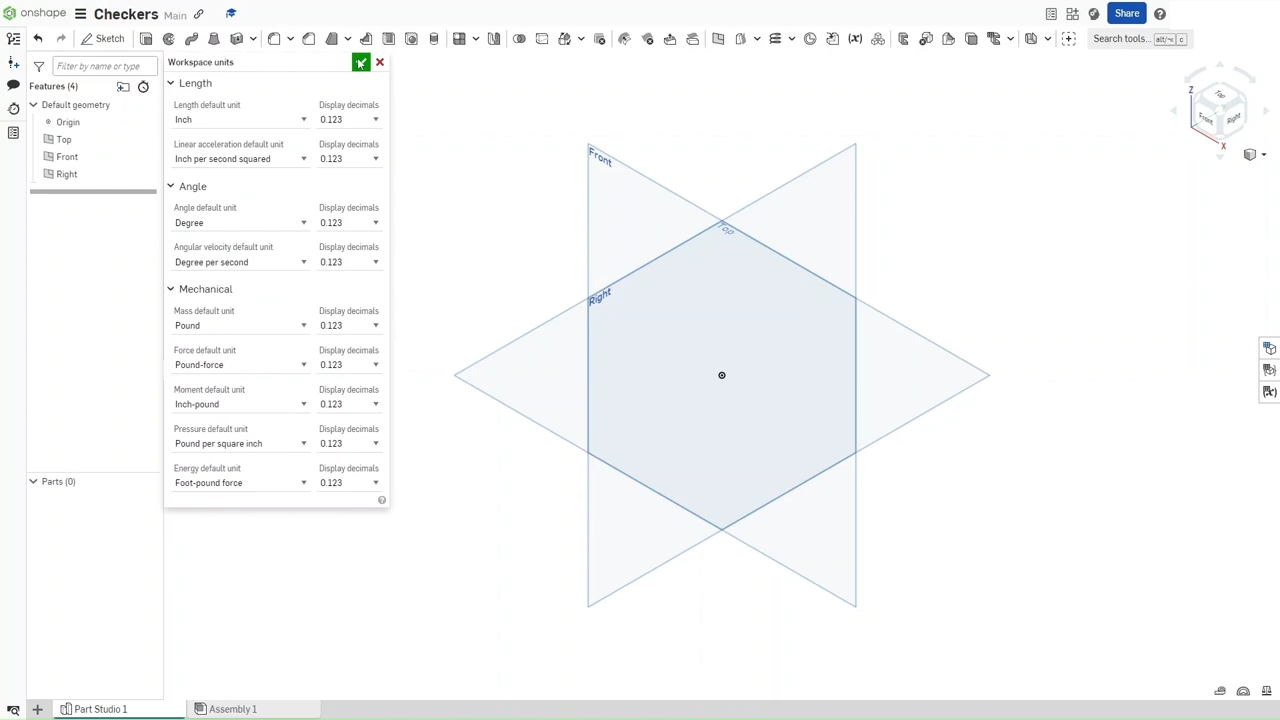 onshape Checkers Main Share
Sketch Search tools... alt/⌥ c
Filter by name or type
Features (4)
Default geometry
Origin
Top
Front
Right
Workspace units
Length
Length default unit Display decimals
Inch 0.123
Linear acceleration default unit Display decimals
Inch per second squared 0.123
Angle
Angle default unit Display decimals
Degree 0.123
Angular velocity default unit Display decimals
Degree per second 0.123
Mechanical
Mass default unit Display decimals
Pound 0.123
Force default unit Display decimals
Pound-force 0.123
Moment default unit Display decimals
Inch-pound 0.123
Pressure default unit Display decimals
Pound per square inch 0.123
Energy default unit Display decimals
Foot-pound force 0.123
Front
Top
Right
Z
Top
Front
Right
X
Parts (0)
Part Studio 1
Assembly 1